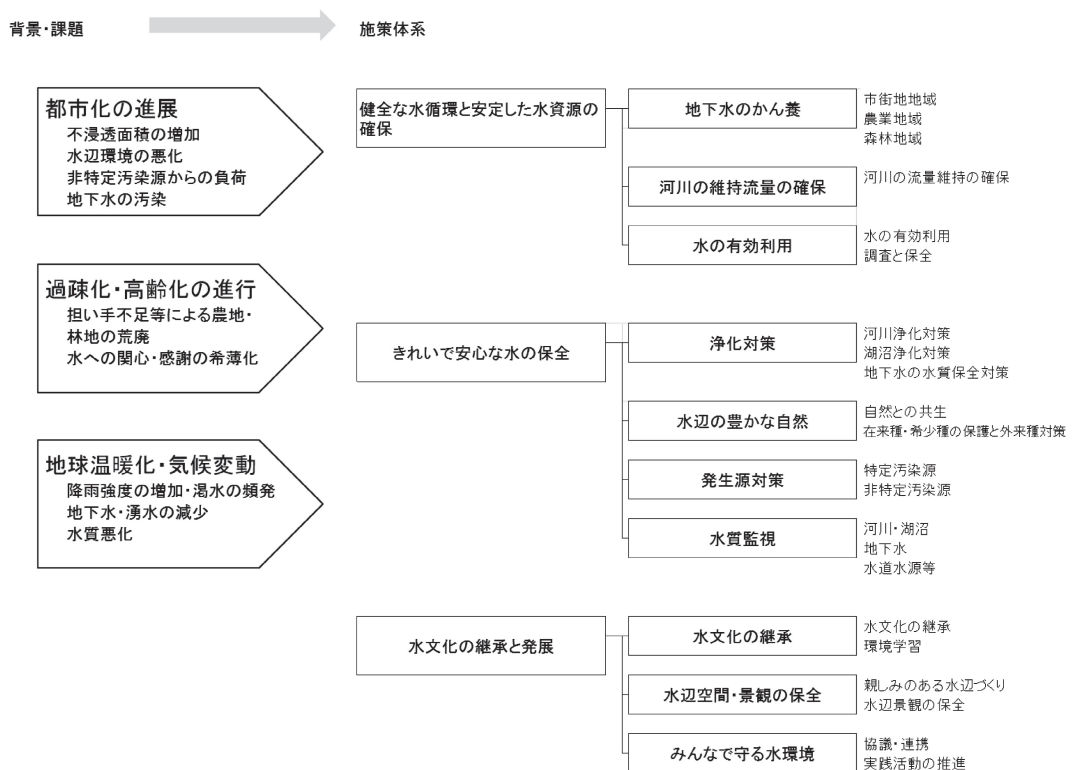 背景・課題
施策体系
都市化の進展
不浸透面積の増加
水辺環境の悪化
非特定汚染源からの負荷
地下水の汚染
過疎化・高齢化の進行
担い手不足等による農地・
林地の荒廃
水への関心・感謝の希薄化
地球温暖化・気候変動
降雨強度の増加・渇水の頻発
地下水・湧水の減少
水質悪化
健全な水循環と安定した水資源の
確保
地下水のかん養
市街地地域
農業地域
森林地域
河川の維持流量の確保
河川の流量維持の確保
水の有効利用
水の有効利用
調査と保全
きれいで安心な水の保全
浄化対策
河川浄化対策
湖沼浄化対策
地下水の水質保全対策
水辺の豊かな自然
自然との共生
在来種・希少種の保護と外来種対策
発生源対策
特定汚染源
非特定汚染源
水質監視
河川・湖沼
地下水
水道水源等
水文化の継承と発展
水文化の継承
水文化の継承
環境学習
水辺空間・景観の保全
親しみのある水辺づくり
水辺景観の保全
みんなで守る水環境
協議・連携
実践活動の推進